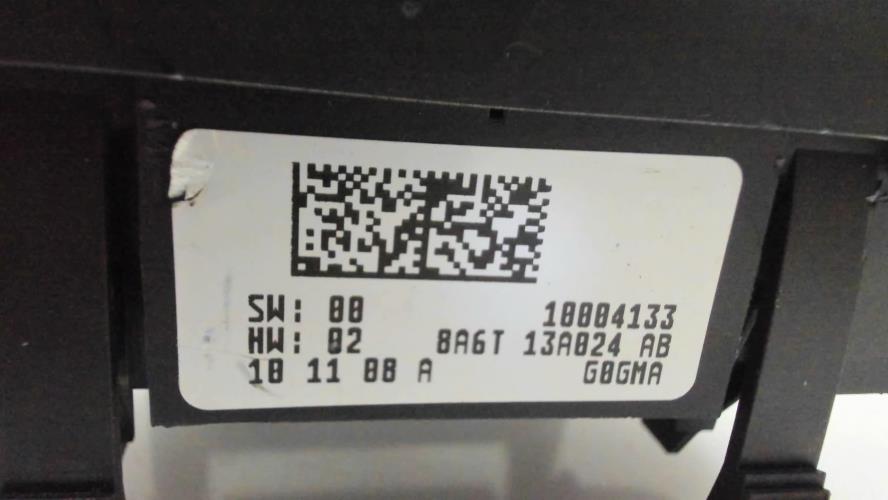 SW: 00 10004133
HW: 02 8A6T 13A024 AB
10 11 08 A G0GMA